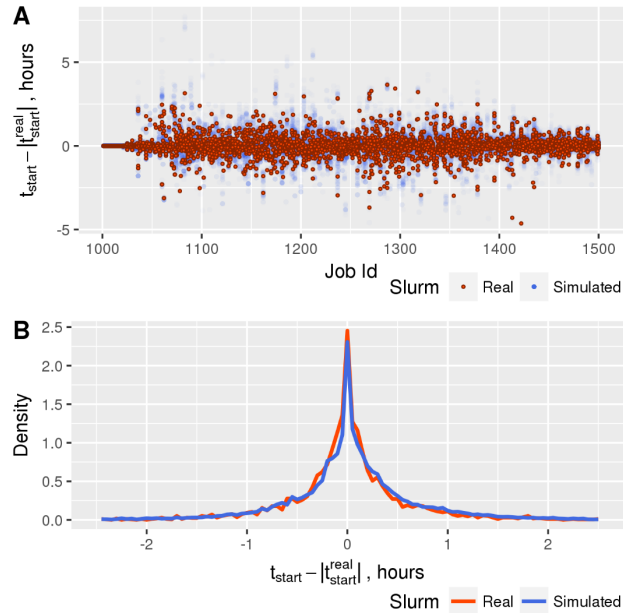 A
5
0
-5
t_start − |t_start^real| , hours
1000
1100
1200
1300
1400
1500
Job Id
Slurm Real Simulated
B
2.5
2.0
1.5
1.0
0.5
0.0
Density
-2
-1
0
1
2
t_start − |t_start^real| , hours
Slurm Real Simulated